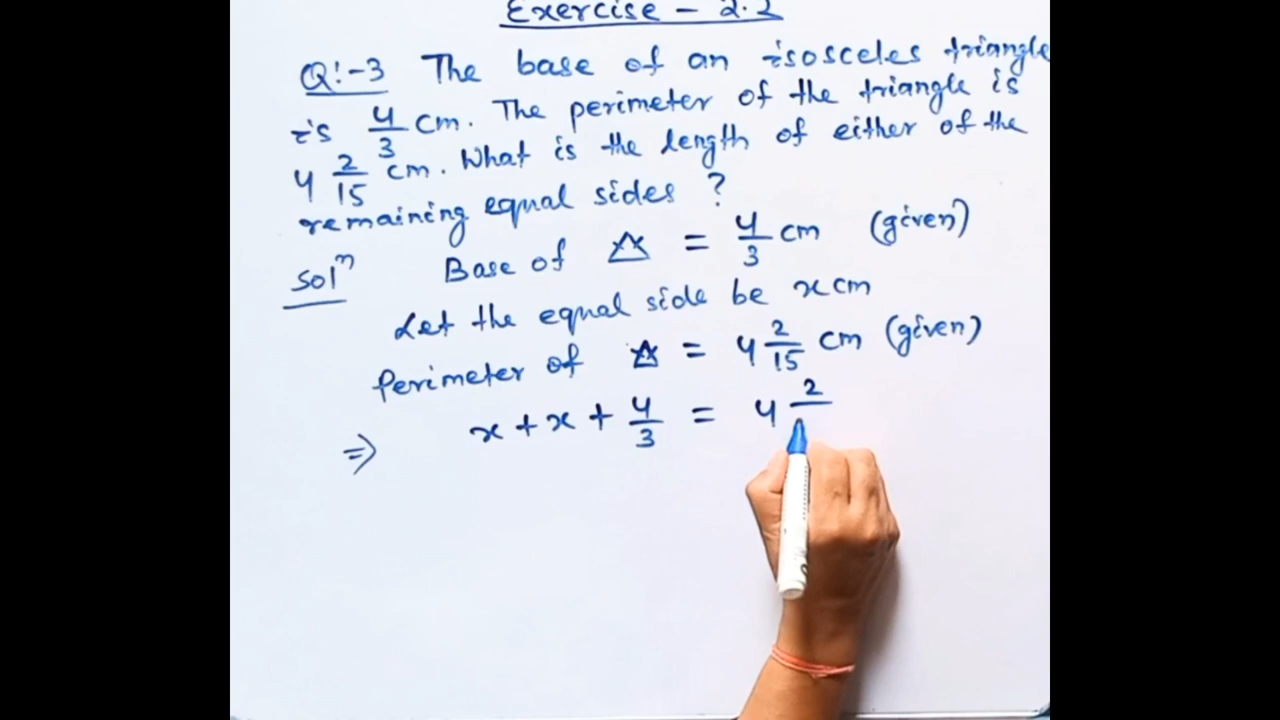 Exercise - 2.2
Q:-3 The base of an isosceles triangle
is 4/3 cm. The perimeter of the triangle is
4 2/15 cm. What is the length of either of the
remaining equal sides ?
Solⁿ Base of △ = 4/3 cm (given)
Let the equal side be x cm
Perimeter of △ = 4 2/15 cm (given)
⇒ x + x + 4/3 = 4 2/